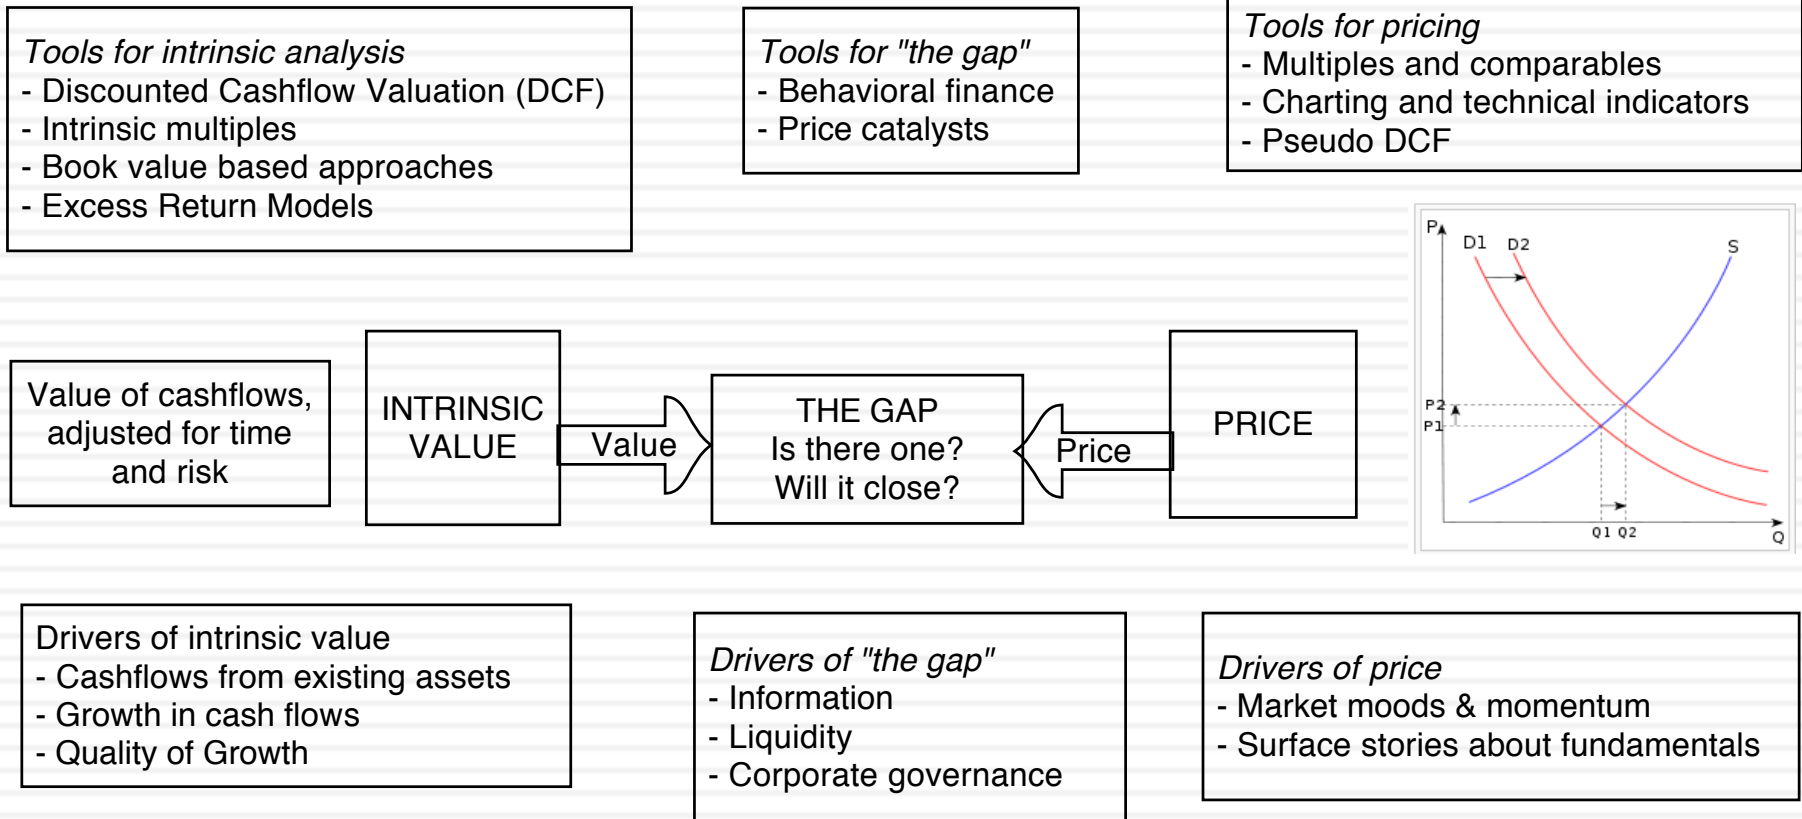 Tools for intrinsic analysis
- Discounted Cashflow Valuation (DCF)
- Intrinsic multiples
- Book value based approaches
- Excess Return Models
Tools for "the gap"
- Behavioral finance
- Price catalysts
Tools for pricing
- Multiples and comparables
- Charting and technical indicators
- Pseudo DCF
Value of cashflows,
adjusted for time
and risk
INTRINSIC
VALUE
Value
THE GAP
Is there one?
Will it close?
Price
PRICE
P
D1 D2
S
P2
P1
Q1 Q2
Q
Drivers of intrinsic value
- Cashflows from existing assets
- Growth in cash flows
- Quality of Growth
Drivers of "the gap"
- Information
- Liquidity
- Corporate governance
Drivers of price
- Market moods & momentum
- Surface stories about fundamentals